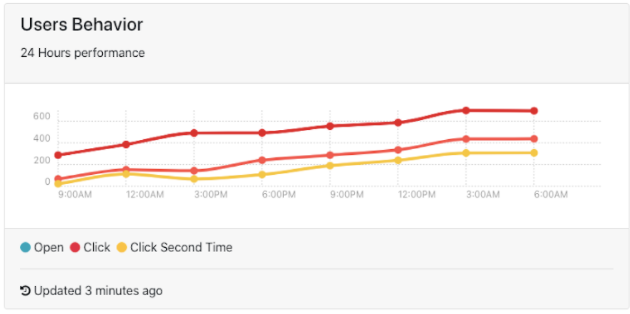 Users Behavior
24 Hours performance
600
400
200
0
9:00AM 12:00AM 3:00PM 6:00PM 9:00PM 12:00PM 3:00AM 6:00AM
Open Click Click Second Time
Updated 3 minutes ago